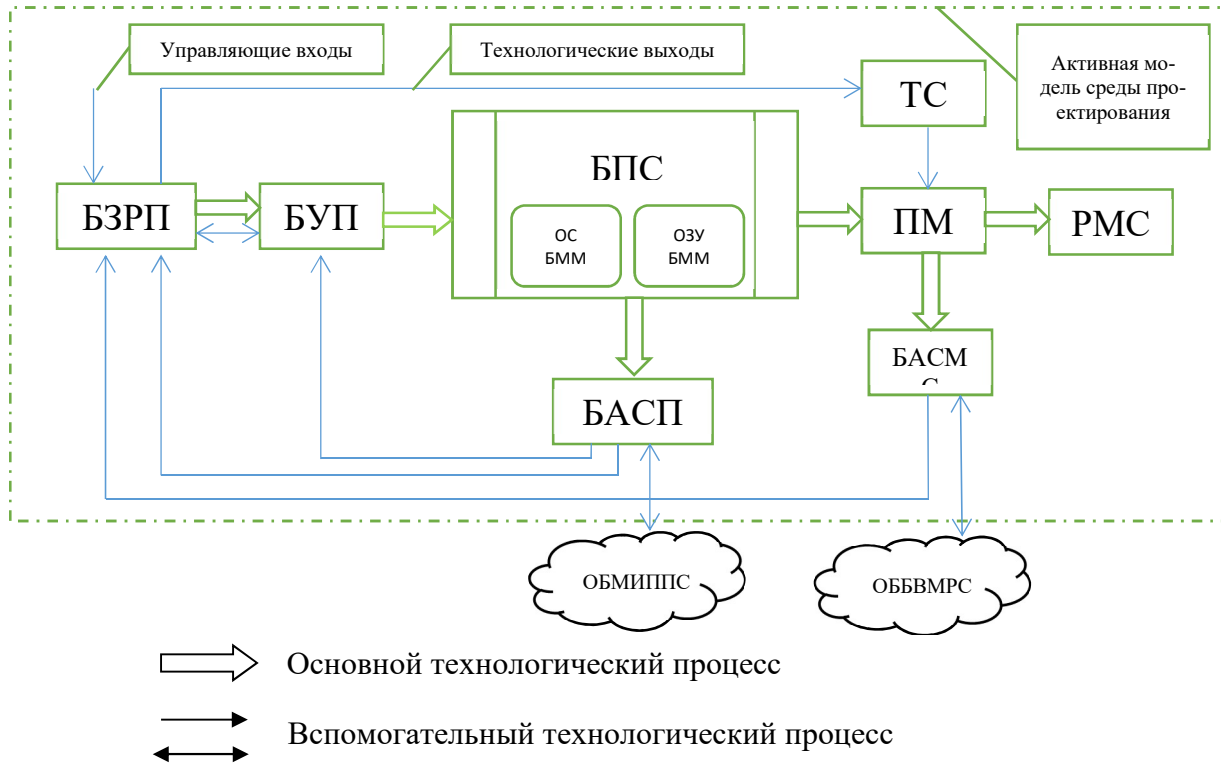 Управляющие входы
Технологические выходы
Активная мо-
дель среды про-
ектирования
ТС
БПС
БЗРП
БУП
ОС
БММ
ОЗУ
БММ
ПМ
РМС
БАСМ
С
БАСП
ОБМИППС
ОББВМРС
Основной технологический процесс
Вспомогательный технологический процесс